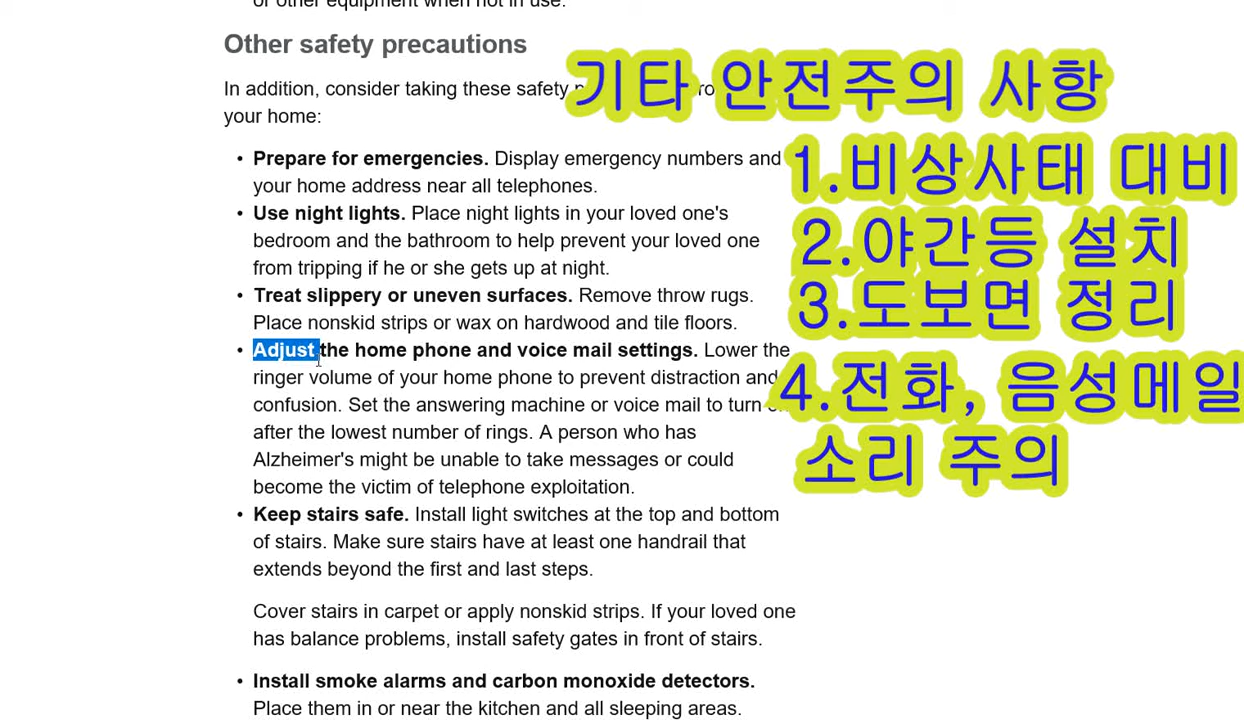 or other equipment when not in use.
Other safety precautions
In addition, consider taking these safety
your home:
기타 안전주의 사항
• Prepare for emergencies. Display emergency numbers and
your home address near all telephones.
1.비상사태 대비
• Use night lights. Place night lights in your loved one's
bedroom and the bathroom to help prevent your loved one
from tripping if he or she gets up at night.
2.야간등 설치
• Treat slippery or uneven surfaces. Remove throw rugs.
Place nonskid strips or wax on hardwood and tile floors.
3.도보면 정리
• Adjust the home phone and voice mail settings. Lower the
ringer volume of your home phone to prevent distraction and
confusion. Set the answering machine or voice mail to turn
after the lowest number of rings. A person who has
Alzheimer's might be unable to take messages or could
become the victim of telephone exploitation.
4.전화, 음성메일
소리 주의
• Keep stairs safe. Install light switches at the top and bottom
of stairs. Make sure stairs have at least one handrail that
extends beyond the first and last steps.
Cover stairs in carpet or apply nonskid strips. If your loved one
has balance problems, install safety gates in front of stairs.
• Install smoke alarms and carbon monoxide detectors.
Place them in or near the kitchen and all sleeping areas.